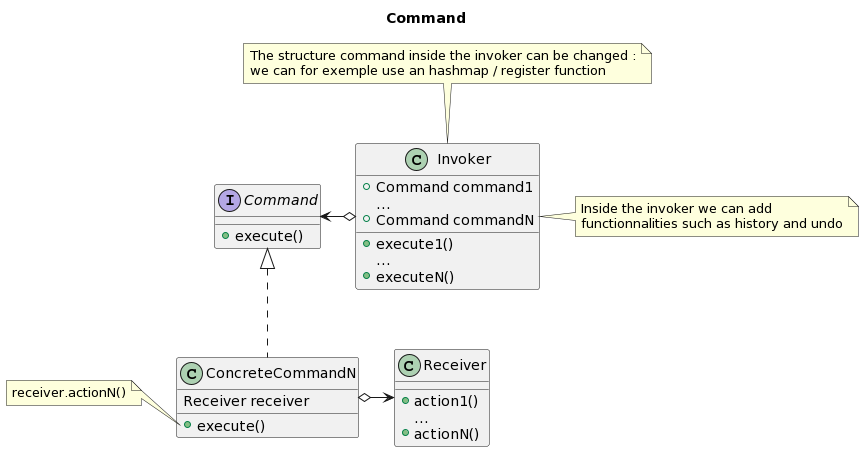 Command
The structure command inside the invoker can be changed :
we can for exemple use an hashmap / register function
C Invoker
Command command1
...
Command commandN
execute1()
...
executeN()
I Command
execute()
Inside the invoker we can add
functionnalities such as history and undo
C ConcreteCommandN
Receiver receiver
execute()
C Receiver
action1()
...
actionN()
receiver.actionN()